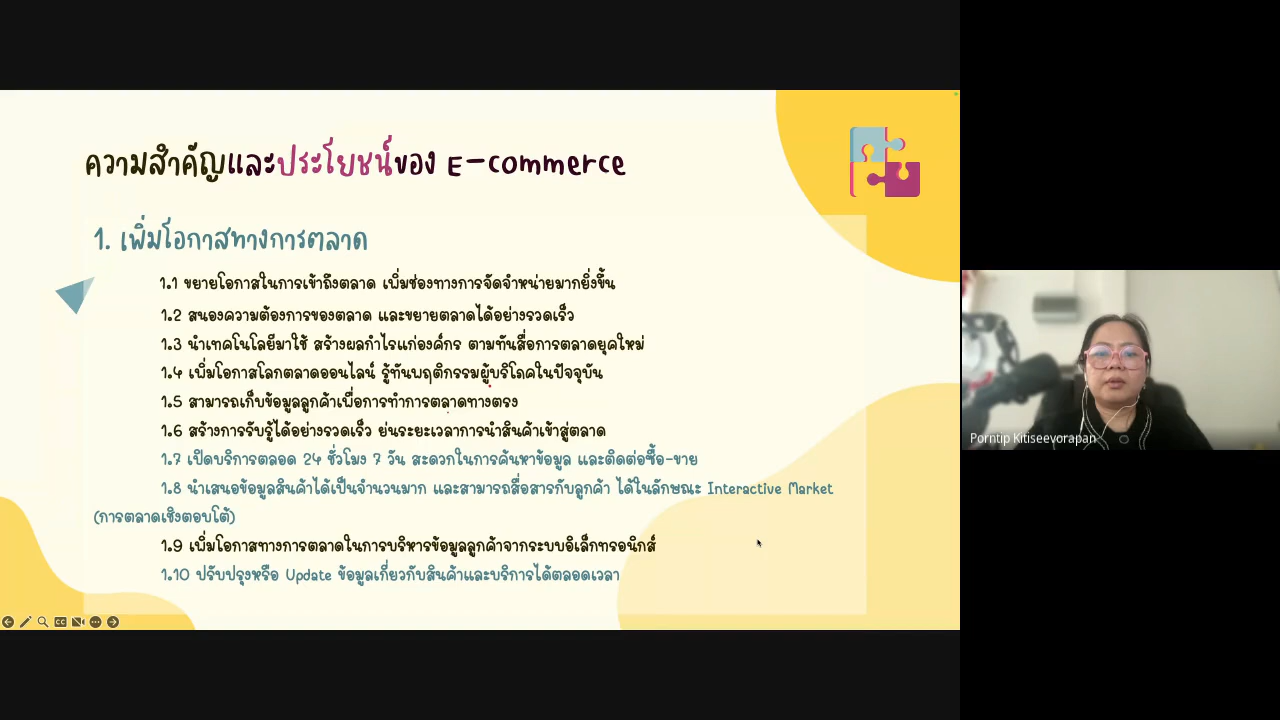 ความสำคัญและประโยชน์ของ E-commerce
1. เพิ่มโอกาสทางการตลาด
1.1 ขยายโอกาสในการเข้าถึงตลาด เพิ่มช่องทางการจัดจำหน่ายมากยิ่งขึ้น
1.2 สนองความต้องการของตลาด และขยายตลาดได้อย่างรวดเร็ว
1.3 นำเทคโนโลยีมาใช้ สร้างผลกำไรแก่องค์กร ตามทันสื่อการตลาดยุคใหม่
1.4 เพิ่มโอกาสโลกตลาดออนไลน์ รู้ทันพฤติกรรมผู้บริโภคในปัจจุบัน
1.5 สามารถเก็บข้อมูลลูกค้าเพื่อการทำการตลาดทางตรง
1.6 สร้างการรับรู้ได้อย่างรวดเร็ว ย่นระยะเวลาการนำสินค้าเข้าสู่ตลาด
1.7 เปิดบริการตลอด 24 ชั่วโมง 7 วัน สะดวกในการค้นหาข้อมูล และติดต่อซื้อ-ขาย
1.8 นำเสนอข้อมูลสินค้าได้เป็นจำนวนมาก และสามารถสื่อสารกับลูกค้า ได้ในลักษณะ Interactive Market
(การตลาดเชิงตอบโต้)
1.9 เพิ่มโอกาสทางการตลาดในการบริหารข้อมูลลูกค้าจากระบบอิเล็กทรอนิกส์
1.10 ปรับปรุงหรือ Update ข้อมูลเกี่ยวกับสินค้าและบริการได้ตลอดเวลา
Porntip Kitiseevorapan